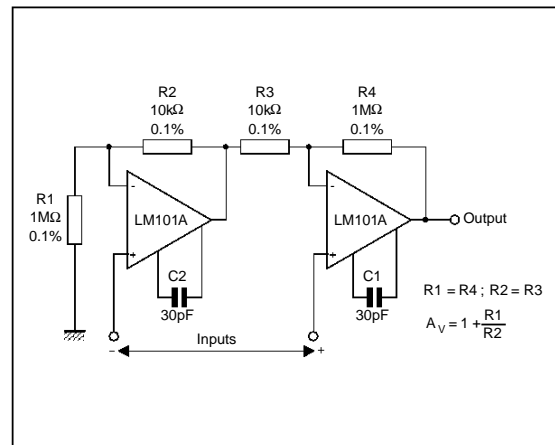 R2
10kΩ
0.1%
R3
10kΩ
0.1%
R4
1MΩ
0.1%
R1
1MΩ
0.1%
-
LM101A
+
C2
30pF
-
LM101A
+
C1
30pF
Output
- Inputs +
R1 = R4 ; R2 = R3
A_V = 1 + R1
R2